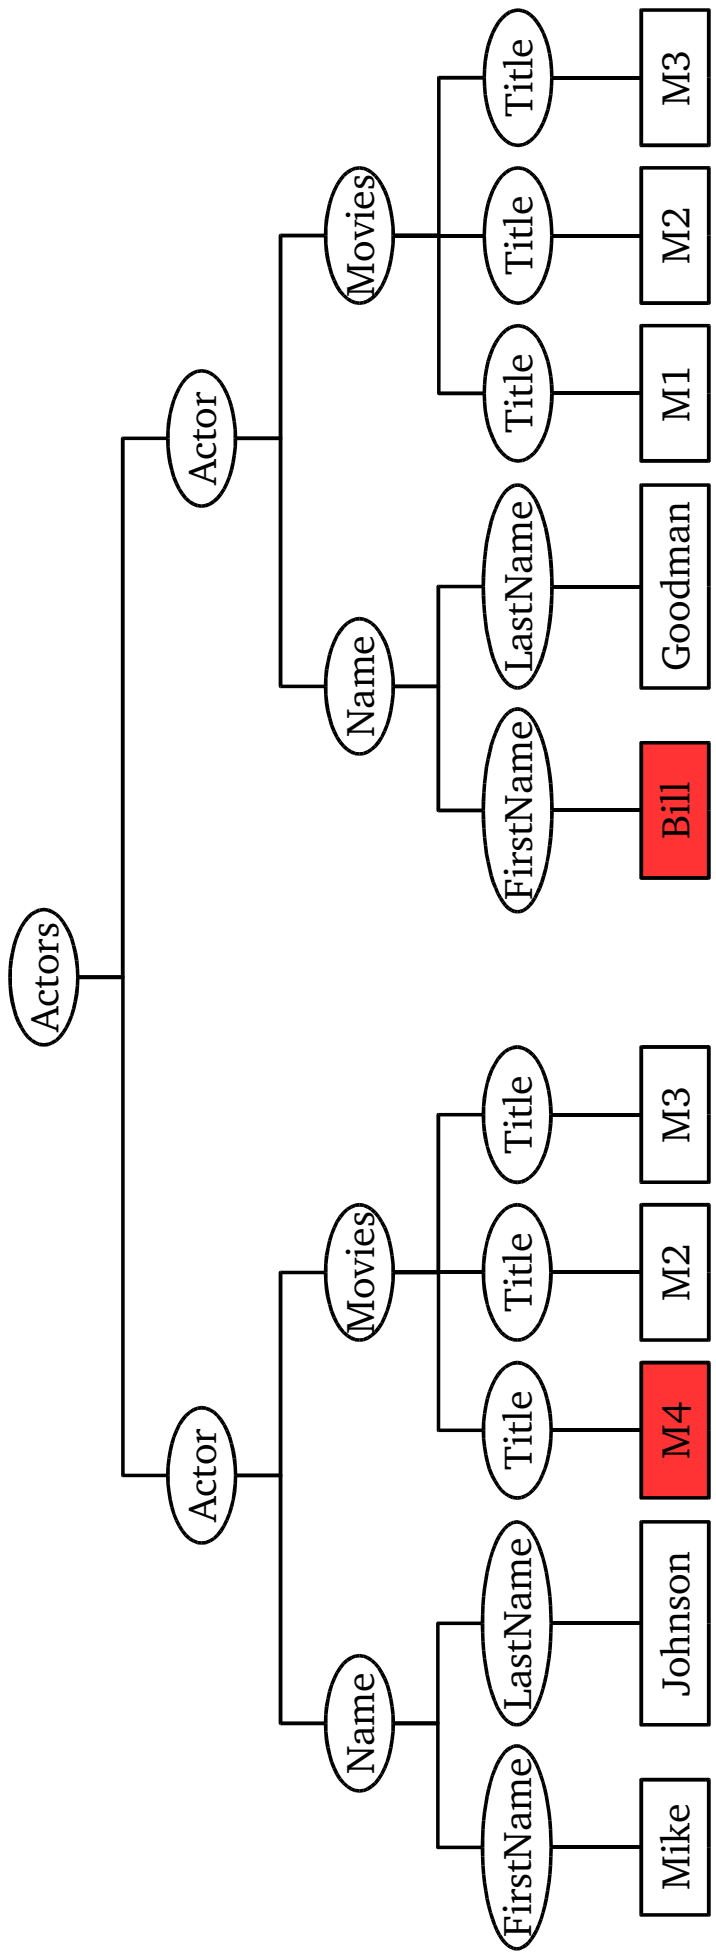 Actors
Actor
Actor
Name
Movies
Name
Movies
FirstName
LastName
Title
Title
Title
FirstName
LastName
Title
Title
Title
Mike
Johnson
M4
M2
M3
Bill
Goodman
M1
M2
M3